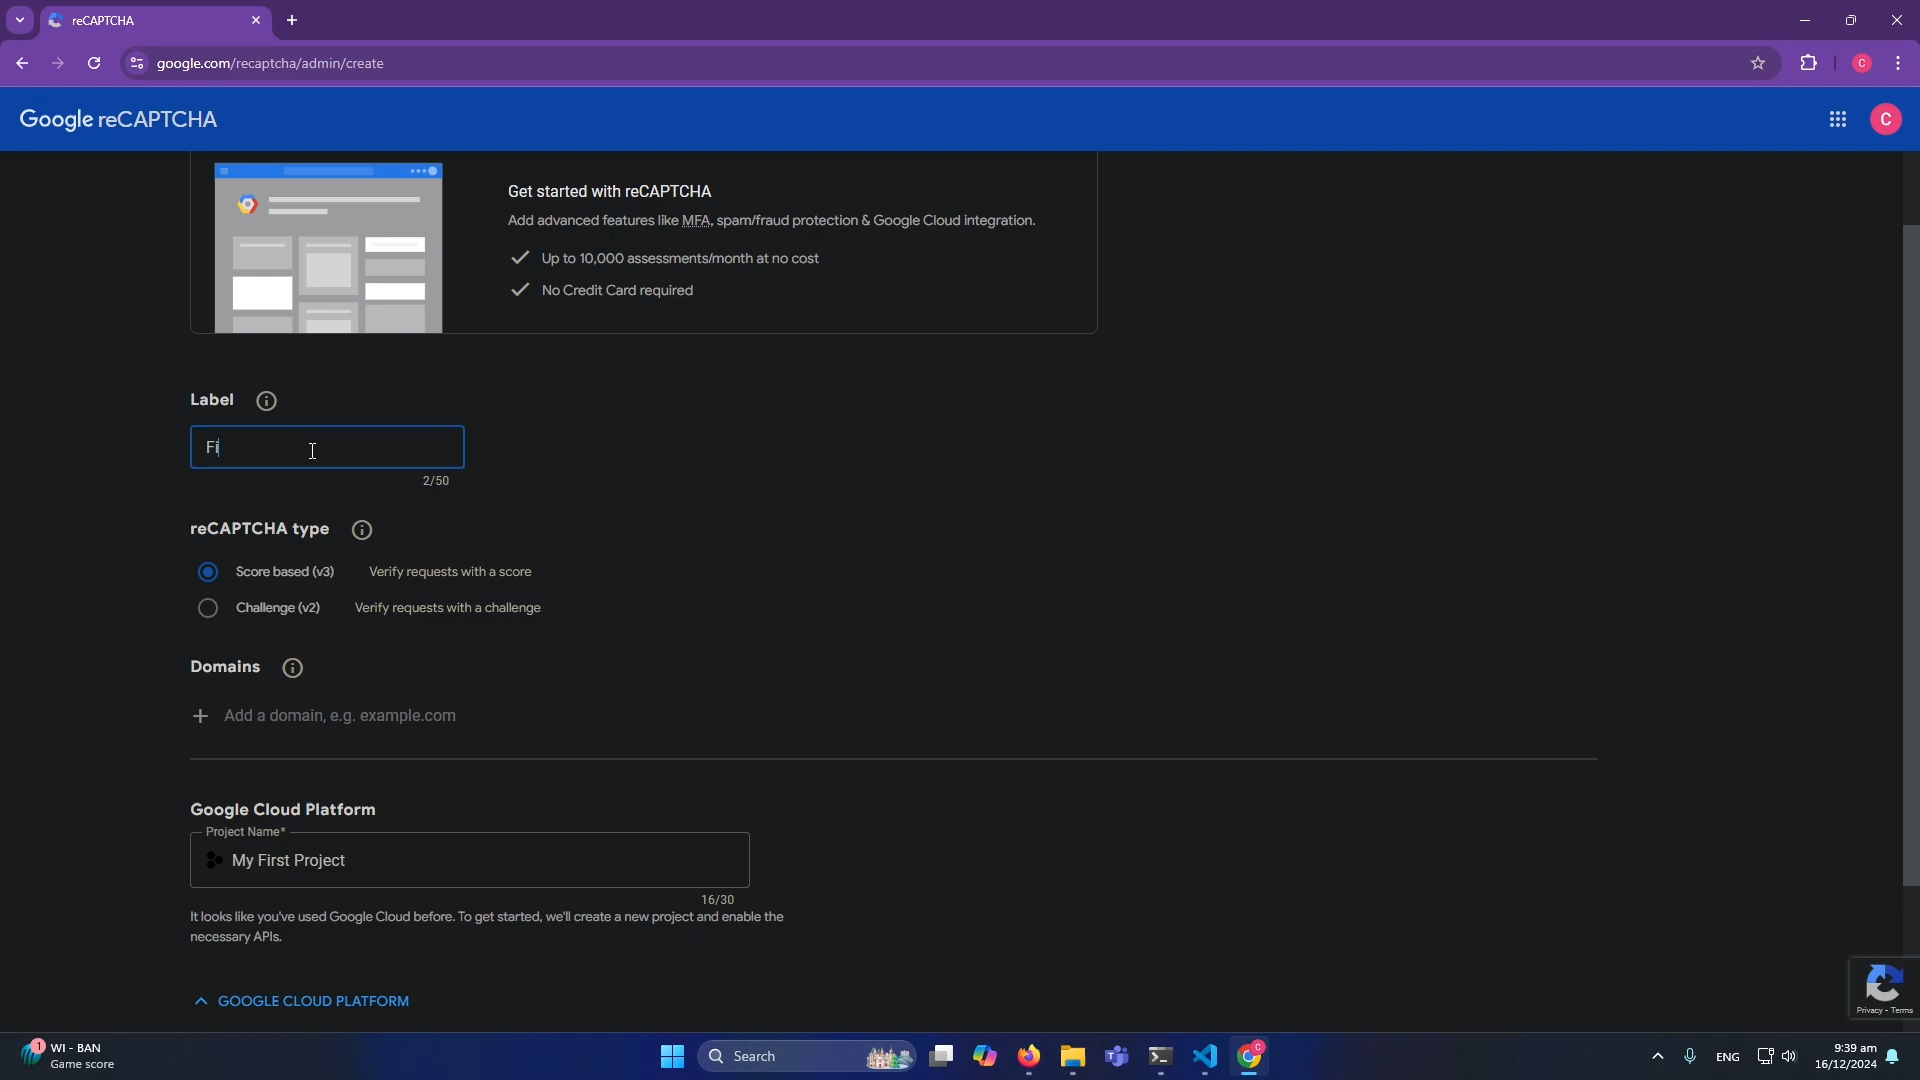 reCAPTCHA
google.com/recaptcha/admin/create
C
Google reCAPTCHA
C
Get started with reCAPTCHA
Add advanced features like MFA, spam/fraud protection & Google Cloud integration.
Up to 10,000 assessments/month at no cost
No Credit Card required
Label
Fi
2/50
reCAPTCHA type
Score based (v3) Verify requests with a score
Challenge (v2) Verify requests with a challenge
Domains
Add a domain, e.g. example.com
Google Cloud Platform
Project Name*
My First Project
16/30
It looks like you've used Google Cloud before. To get started, we'll create a new project and enable the
necessary APIs.
GOOGLE CLOUD PLATFORM
Privacy - Terms
1
WI - BAN
Game score
Search
C
ENG
9:39 am
16/12/2024